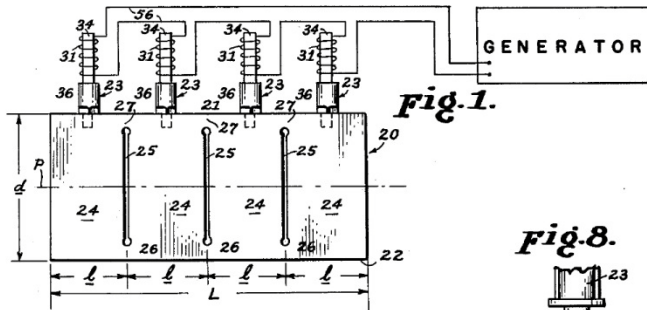 34 56 34 34 34
31 31 31 31
GENERATOR
36 23 36 23 36 23 36 23
27 21 27 27
Fig.1.
d P 25 25 25 20
24 24 24 24
26 26 26 22
l l l l
L
Fig.8.
23